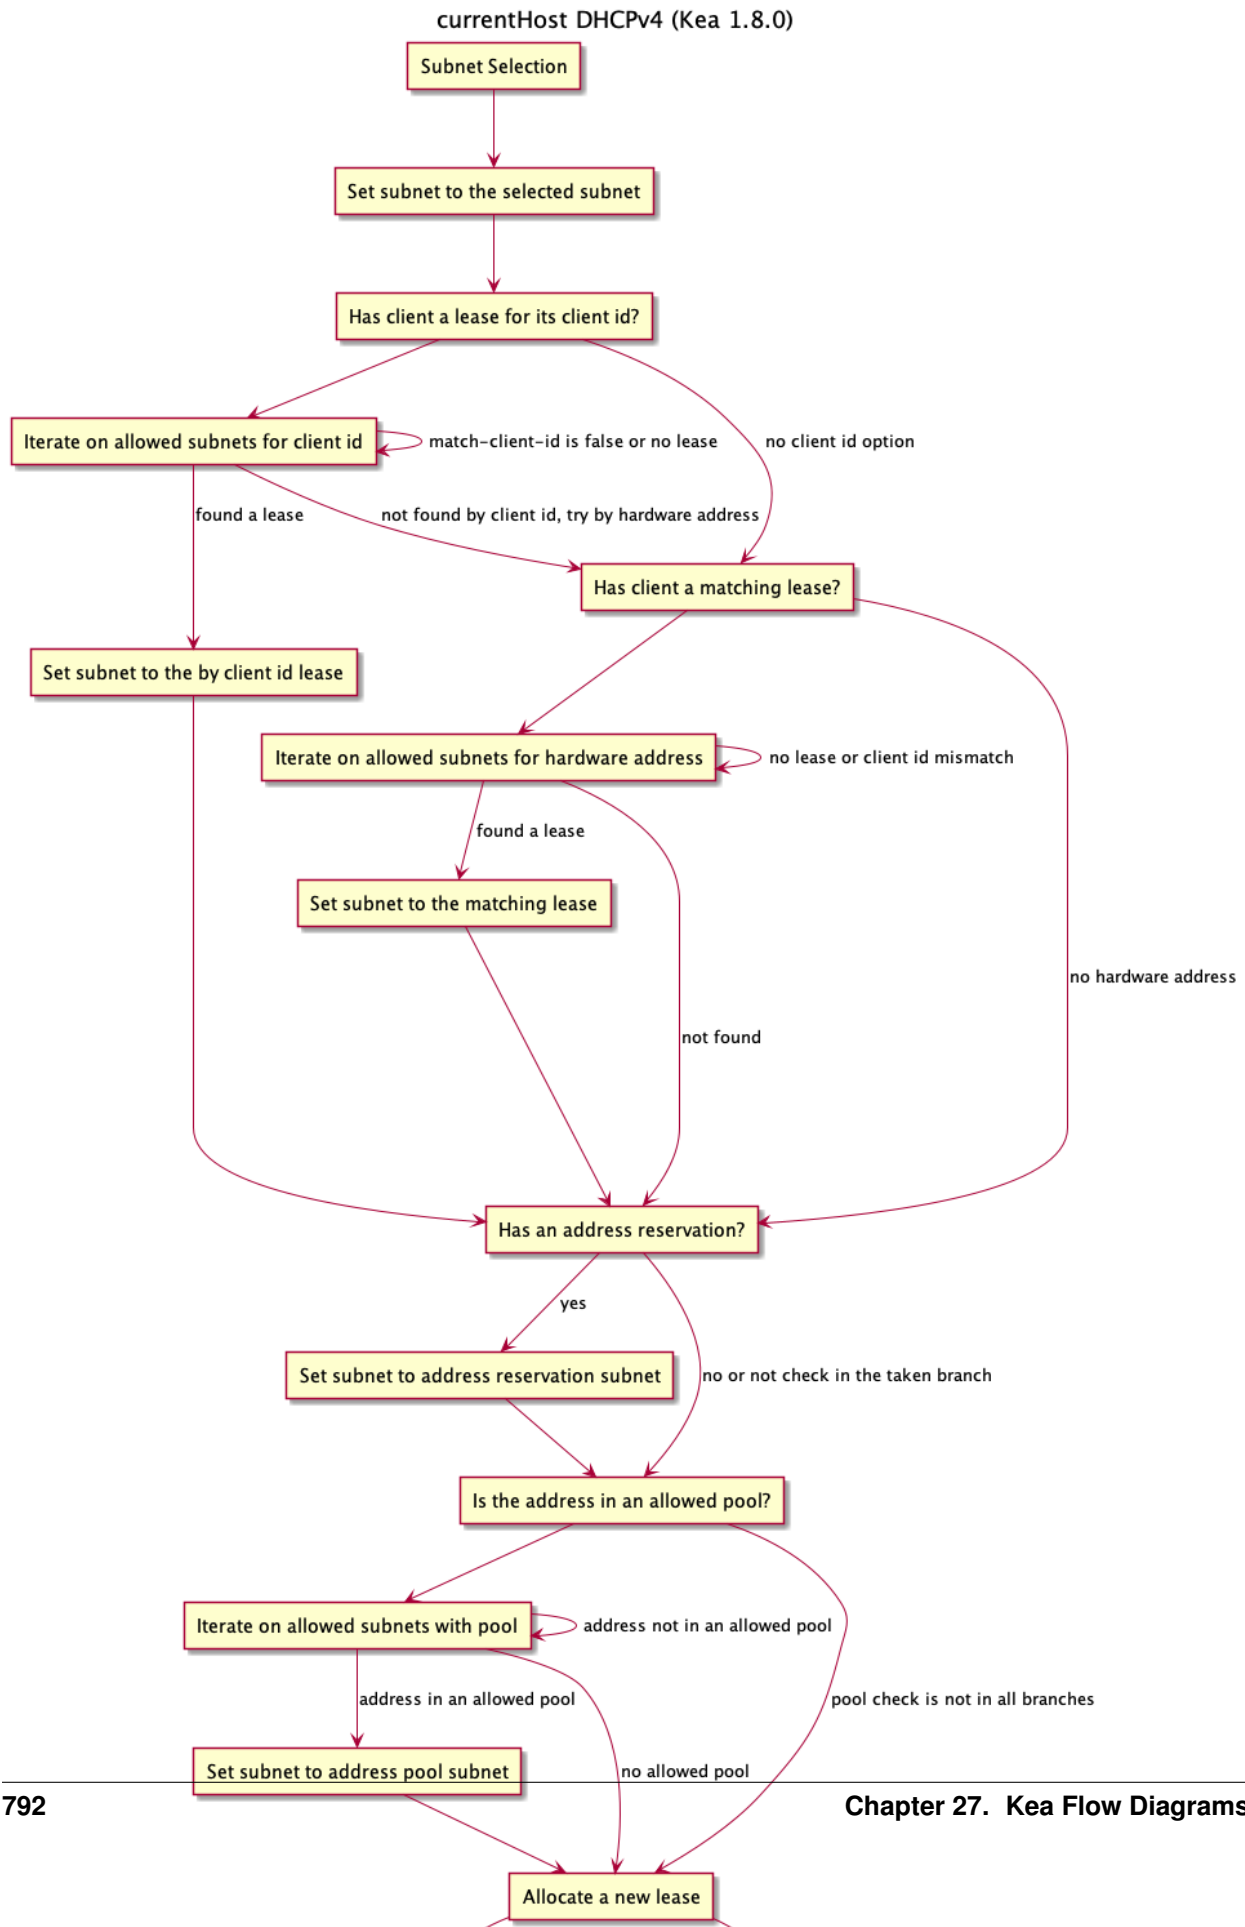 currentHost DHCPv4 (Kea 1.8.0)
Subnet Selection
Set subnet to the selected subnet
Has client a lease for its client id?
Iterate on allowed subnets for client id
match-client-id is false or no lease
no client id option
found a lease
not found by client id, try by hardware address
Has client a matching lease?
Set subnet to the by client id lease
Iterate on allowed subnets for hardware address
no lease or client id mismatch
found a lease
Set subnet to the matching lease
no hardware address
not found
Has an address reservation?
yes
Set subnet to address reservation subnet
no or not check in the taken branch
Is the address in an allowed pool?
Iterate on allowed subnets with pool
address not in an allowed pool
address in an allowed pool
pool check is not in all branches
Set subnet to address pool subnet
no allowed pool
792
Chapter 27. Kea Flow Diagrams
Allocate a new lease